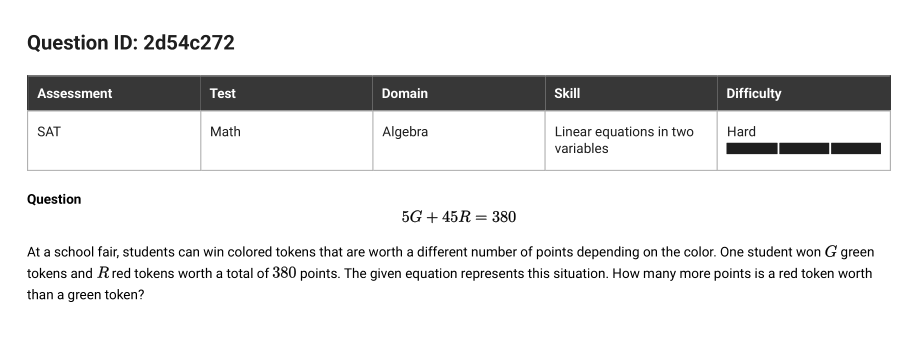 Question ID: 2d54c272
Assessment Test Domain Skill Difficulty
SAT Math Algebra Linear equations in two variables Hard
Question
5G + 45R = 380
At a school fair, students can win colored tokens that are worth a different number of points depending on the color. One student won G green
tokens and R red tokens worth a total of 380 points. The given equation represents this situation. How many more points is a red token worth
than a green token?